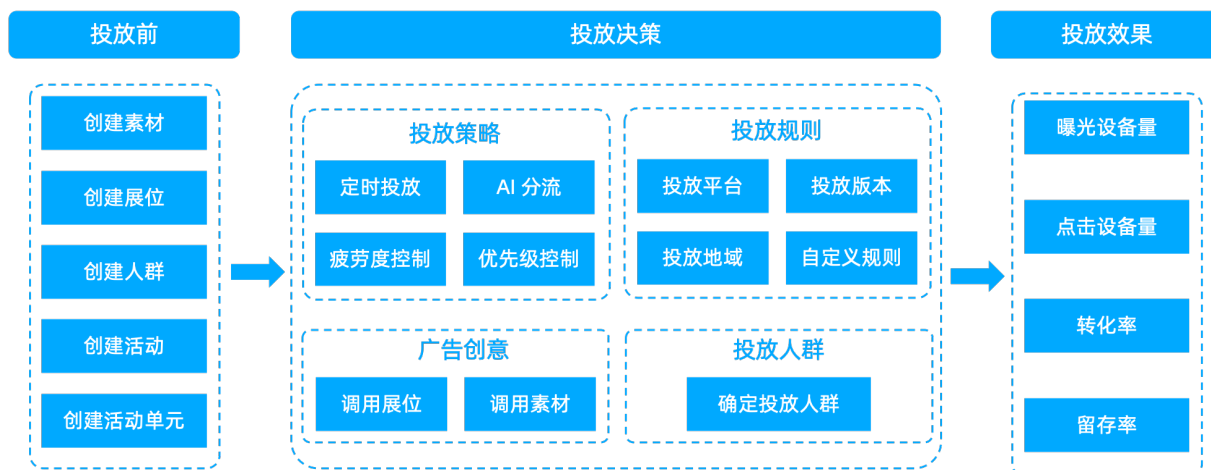 投放前
创建素材
创建展位
创建人群
创建活动
创建活动单元
投放决策
投放策略
定时投放
AI 分流
疲劳度控制
优先级控制
投放规则
投放平台
投放版本
投放地域
自定义规则
广告创意
调用展位
调用素材
投放人群
确定投放人群
投放效果
曝光设备量
点击设备量
转化率
留存率